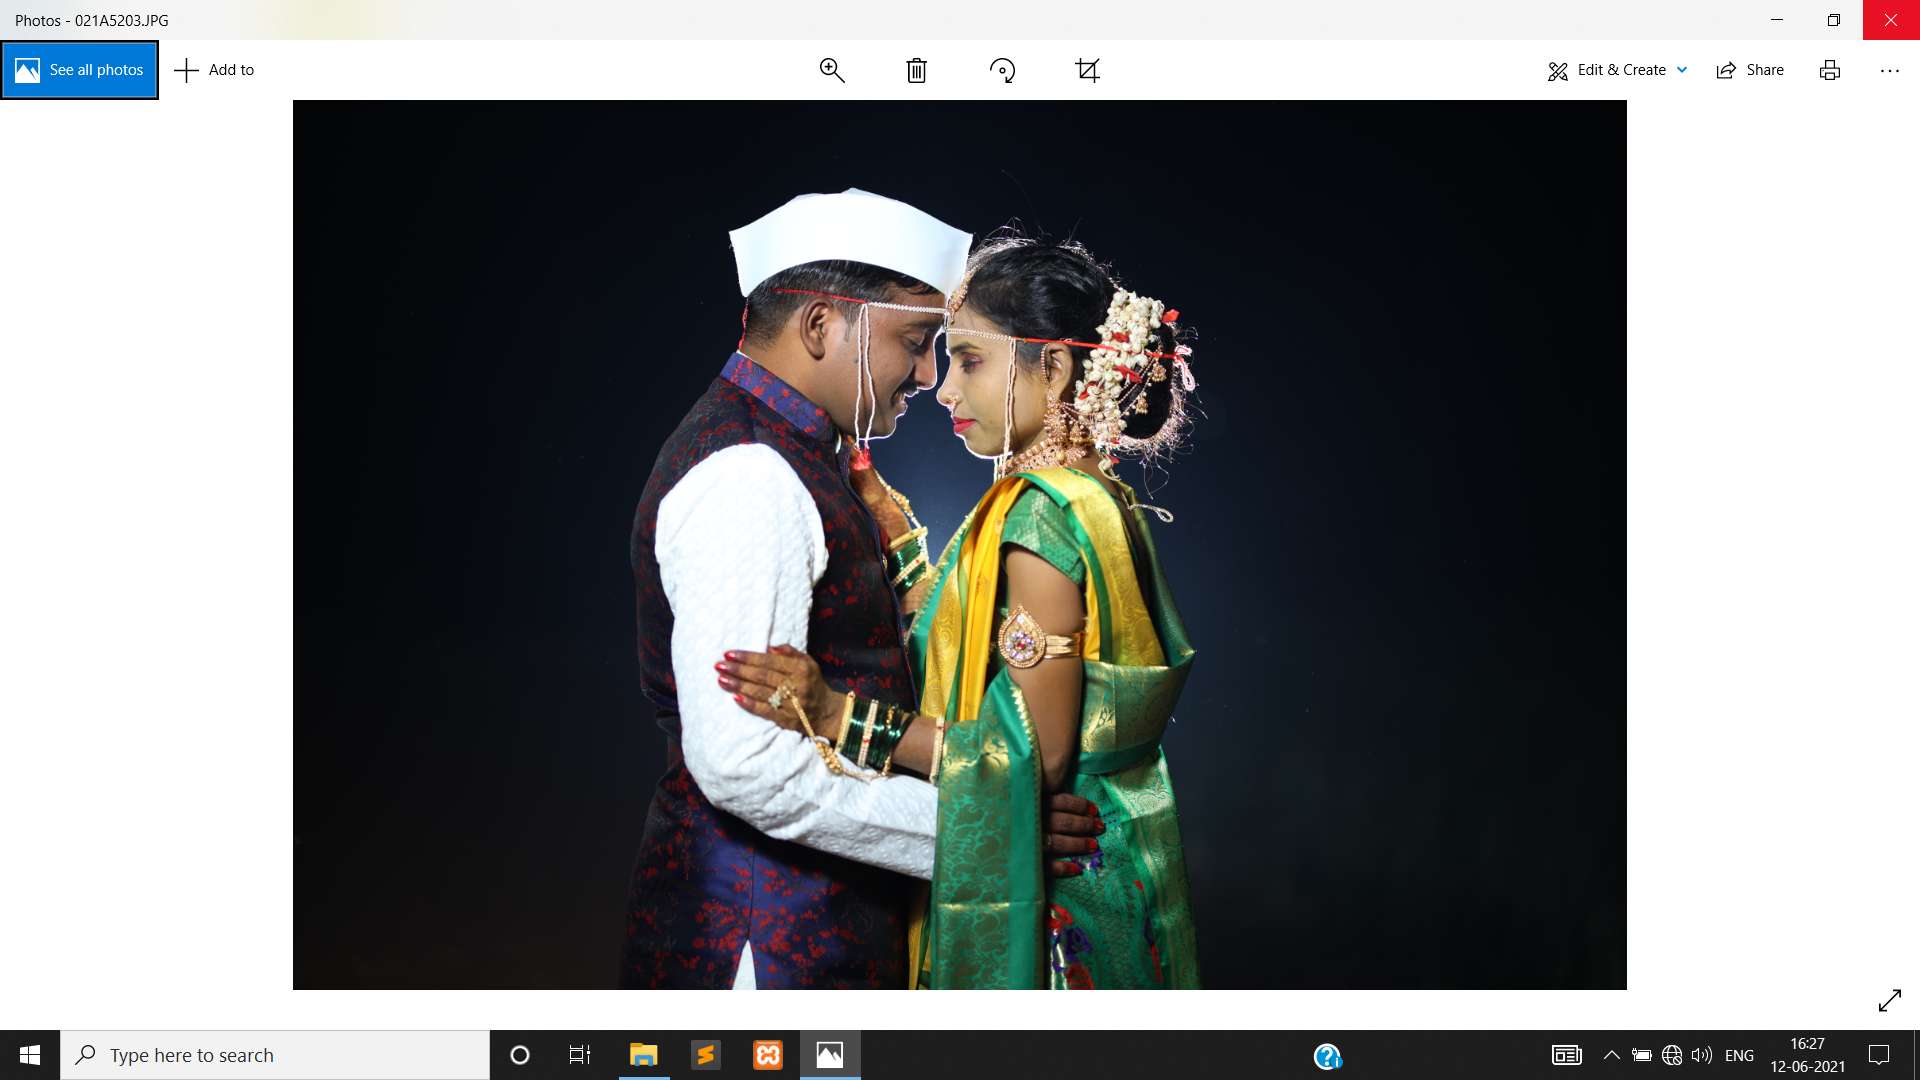 Photos - 021A5203.JPG
See all photos
Add to
Edit & Create
Share
Type here to search
ENG
16:27
12-06-2021